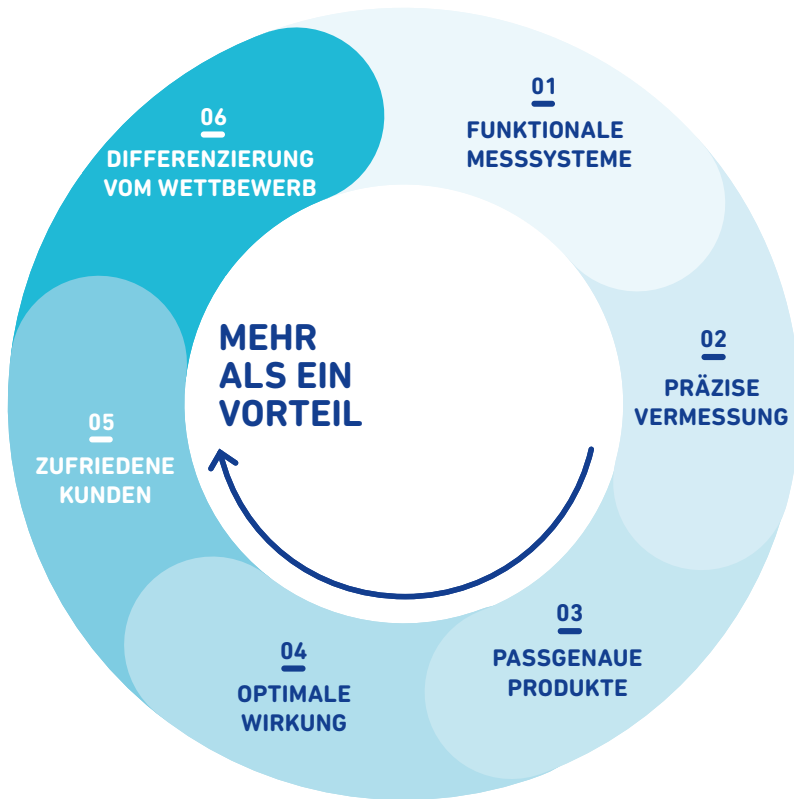 01
FUNKTIONALE
MESSSYSTEME
02
PRÄZISE
VERMESSUNG
03
PASSGENAUE
PRODUKTE
04
OPTIMALE
WIRKUNG
05
ZUFRIEDENE
KUNDEN
06
DIFFERENZIERUNG
VOM WETTBEWERB
MEHR
ALS EIN
VORTEIL